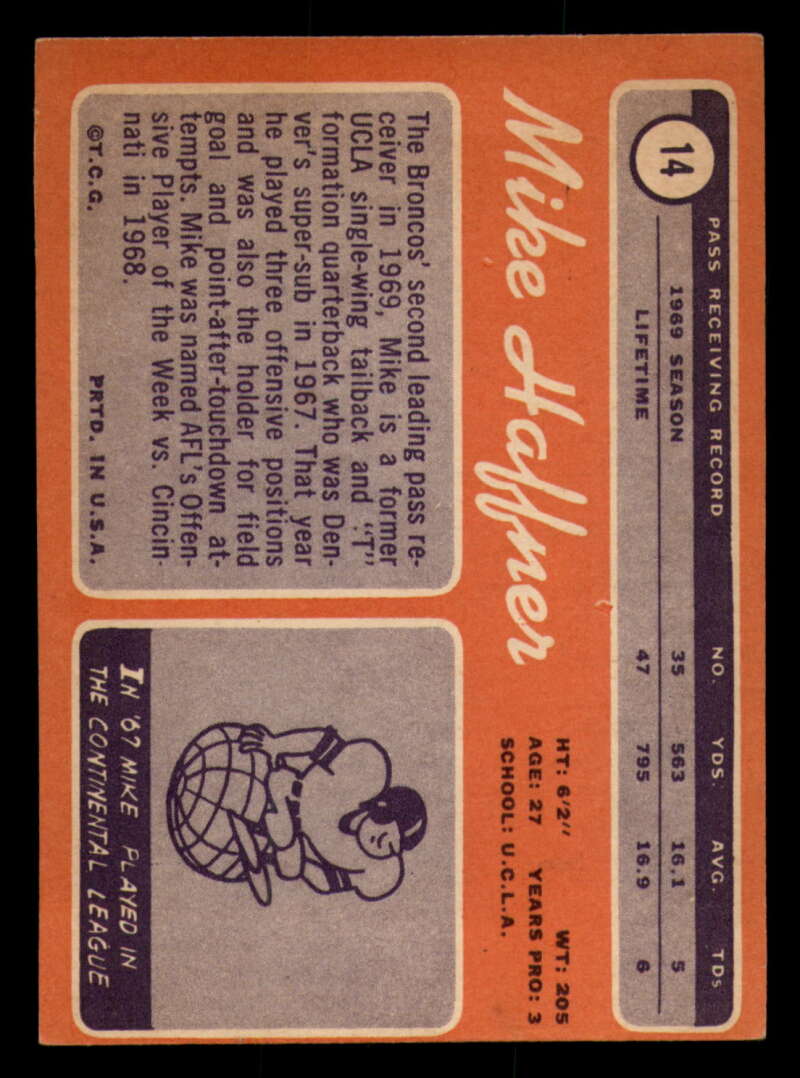 14
PASS RECEIVING RECORD NO. YDS. AVG. TDs
1969 SEASON 35 563 16.1 5
LIFETIME 47 795 16.9 6
Mike Haffner
HT: 6'2" WT: 205
AGE: 27 YEARS PRO: 3
SCHOOL: U.C.L.A.
The Broncos' second leading pass re-
ceiver in 1969, Mike is a former
UCLA single-wing tailback and "T"
formation quarterback who was Den-
ver's super-sub in 1967. That year
he played three offensive positions
and was also the holder for field
goal and point-after-touchdown at-
tempts. Mike was named AFL's Offen-
sive Player of the Week vs. Cincin-
nati in 1968.
©T.C.G. PRTD. IN U.S.A.
IN '67 MIKE PLAYED IN
THE CONTINENTAL LEAGUE